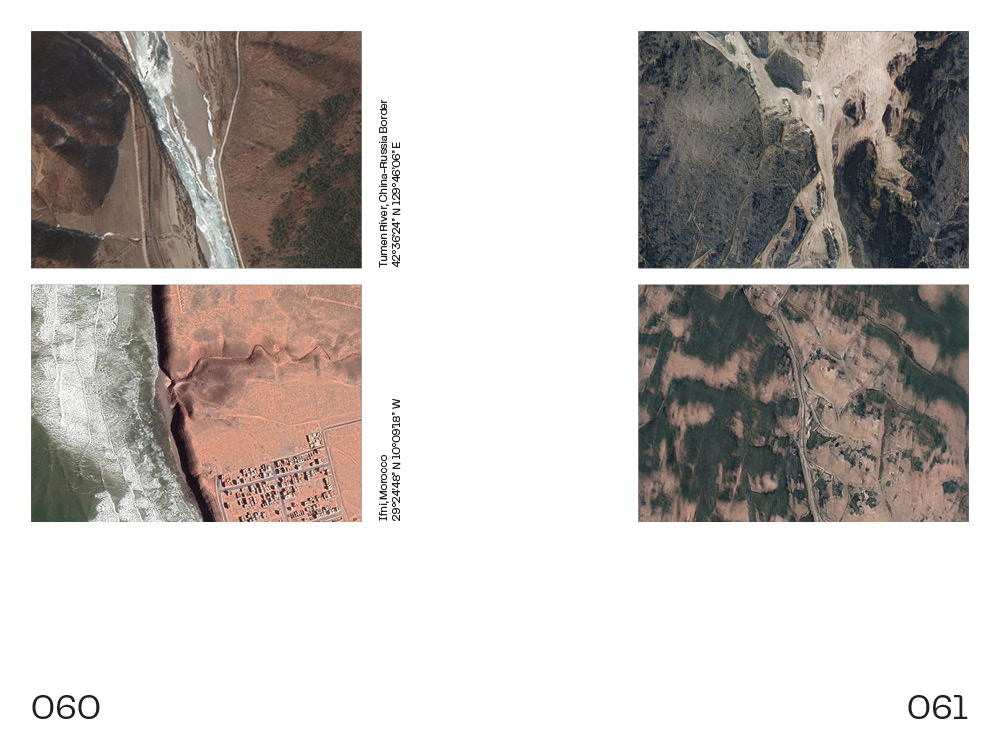 Tumen River, China–Russia Border
42°36'24" N 129°46'06" E
Ifni, Morocco
29°24'48" N 10°09'18" W
060
061